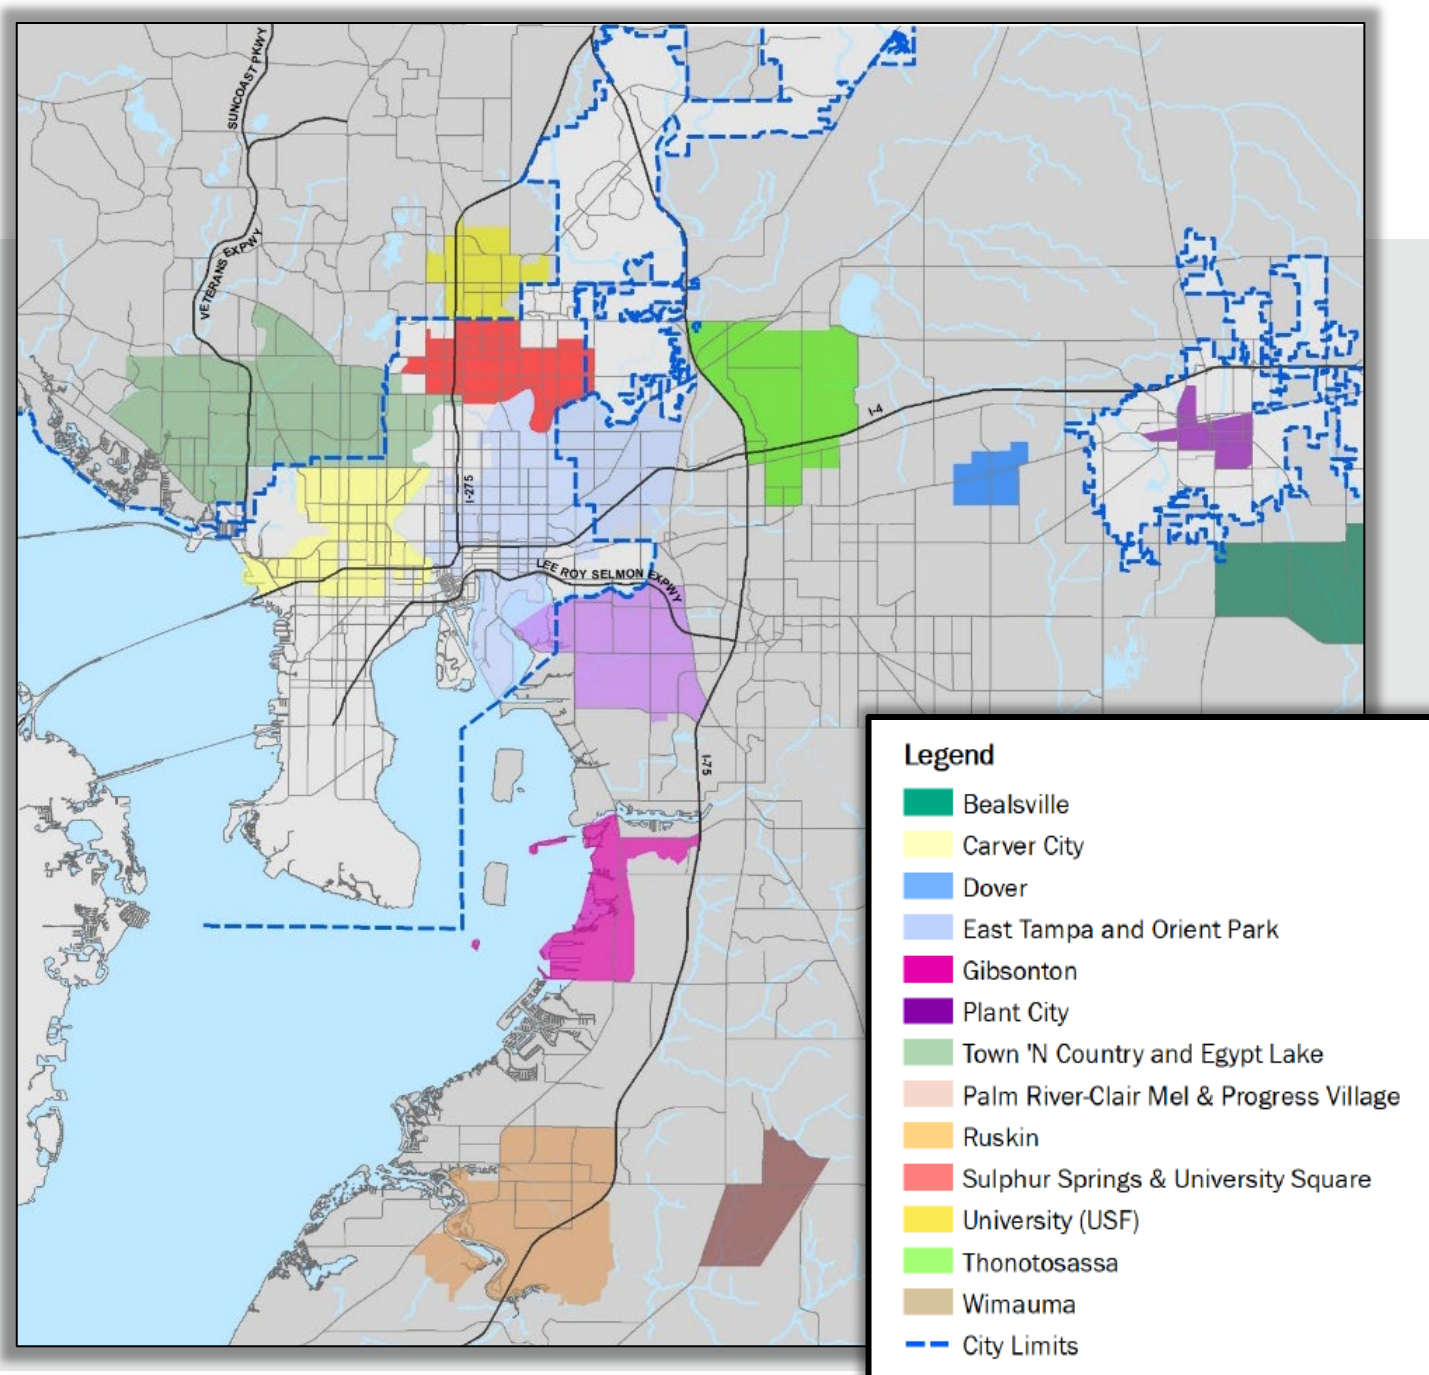 SUNCOAST PKWY
VETERANS EXPWY
I-4
I-275
LEE ROY SELMON EXPWY
I-75
Legend
Bealsville
Carver City
Dover
East Tampa and Orient Park
Gibsonton
Plant City
Town 'N Country and Egypt Lake
Palm River-Clair Mel & Progress Village
Ruskin
Sulphur Springs & University Square
University (USF)
Thonotosassa
Wimauma
City Limits